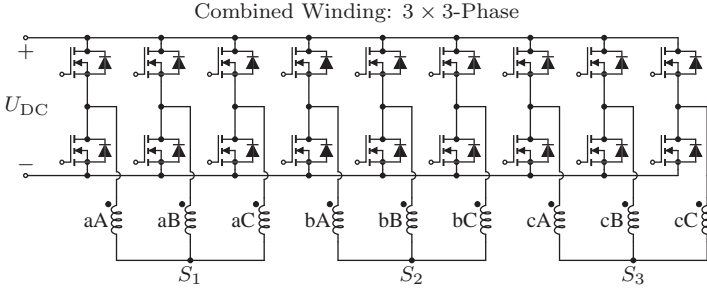 Combined Winding: 3 × 3-Phase
+
U_DC
−
aA aB aC bA bB bC cA cB cC
S_1 S_2 S_3